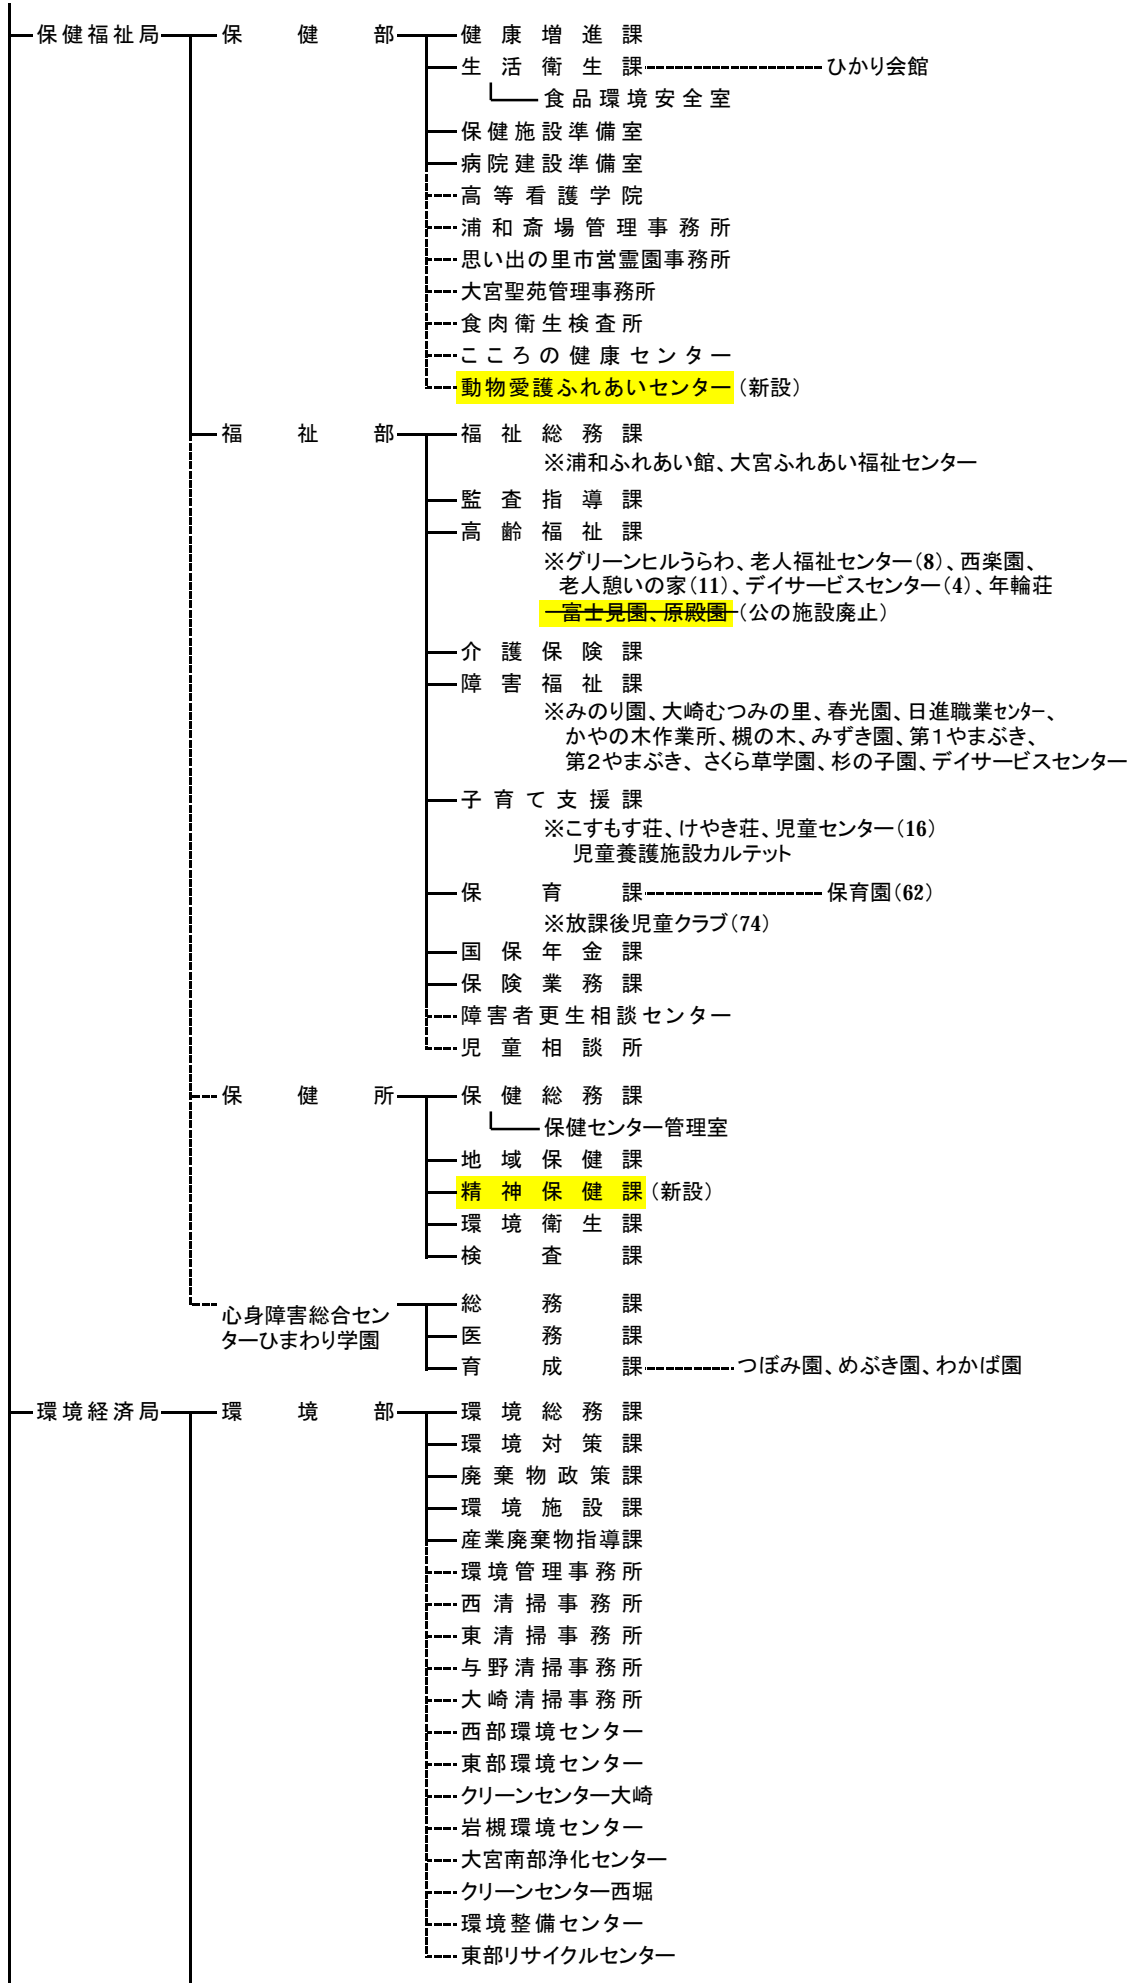 保健福祉局 保健部 健康増進課
生活衛生課 ひかり会館
食品環境安全室
保健施設準備室
病院建設準備室
高等看護学院
浦和斎場管理事務所
思い出の里市営霊園事務所
大宮聖苑管理事務所
食肉衛生検査所
こころの健康センター
動物愛護ふれあいセンター（新設）
福祉部 福祉総務課
※浦和ふれあい館、大宮ふれあい福祉センター
監査指導課
高齢福祉課
※グリーンヒルうらわ、老人福祉センター（8）、西楽園、
老人憩いの家（11）、デイサービスセンター（4）、年輪荘
富士見園、原殿園（公の施設廃止）
介護保険課
障害福祉課
※みのり園、大崎むつみの里、春光園、日進職業センター、
かやの木作業所、槻の木、みずき園、第１やまぶき、
第２やまぶき、さくら草学園、杉の子園、デイサービスセンター
子育て支援課
※こすもす荘、けやき荘、児童センター（16）
児童養護施設カルテット
保育課 保育園（62）
※放課後児童クラブ（74）
国保年金課
保険業務課
障害者更生相談センター
児童相談所
保健所 保健総務課
保健センター管理室
地域保健課
精神保健課（新設）
環境衛生課
検査課
心身障害総合セン
ターひまわり学園
総務課
医務課
育成課 つぼみ園、めぶき園、わかば園
環境経済局 環境部 環境総務課
環境対策課
廃棄物政策課
環境施設課
産業廃棄物指導課
環境管理事務所
西清掃事務所
東清掃事務所
与野清掃事務所
大崎清掃事務所
西部環境センター
東部環境センター
クリーンセンター大崎
岩槻環境センター
大宮南部浄化センター
クリーンセンター西堀
環境整備センター
東部リサイクルセンター